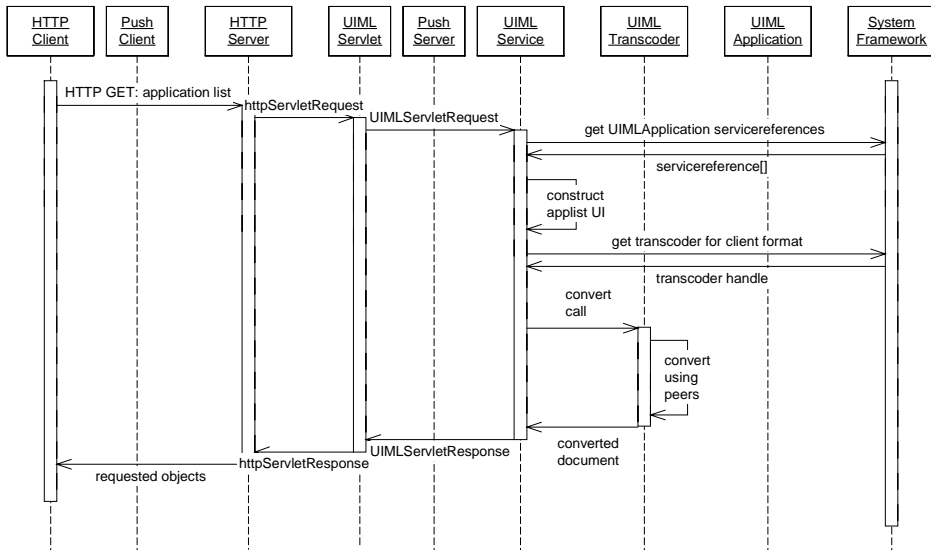 HTTP
Client
Push
Client
HTTP
Server
UIML
Servlet
Push
Server
UIML
Service
UIML
Transcoder
UIML
Application
System
Framework
HTTP GET: application list
httpServletRequest
UIMLServletRequest
get UIMLApplication servicereferences
servicereference[]
construct
applist UI
get transcoder for client format
transcoder handle
convert
call
convert
using
peers
converted
document
UIMLServletResponse
httpServletResponse
requested objects